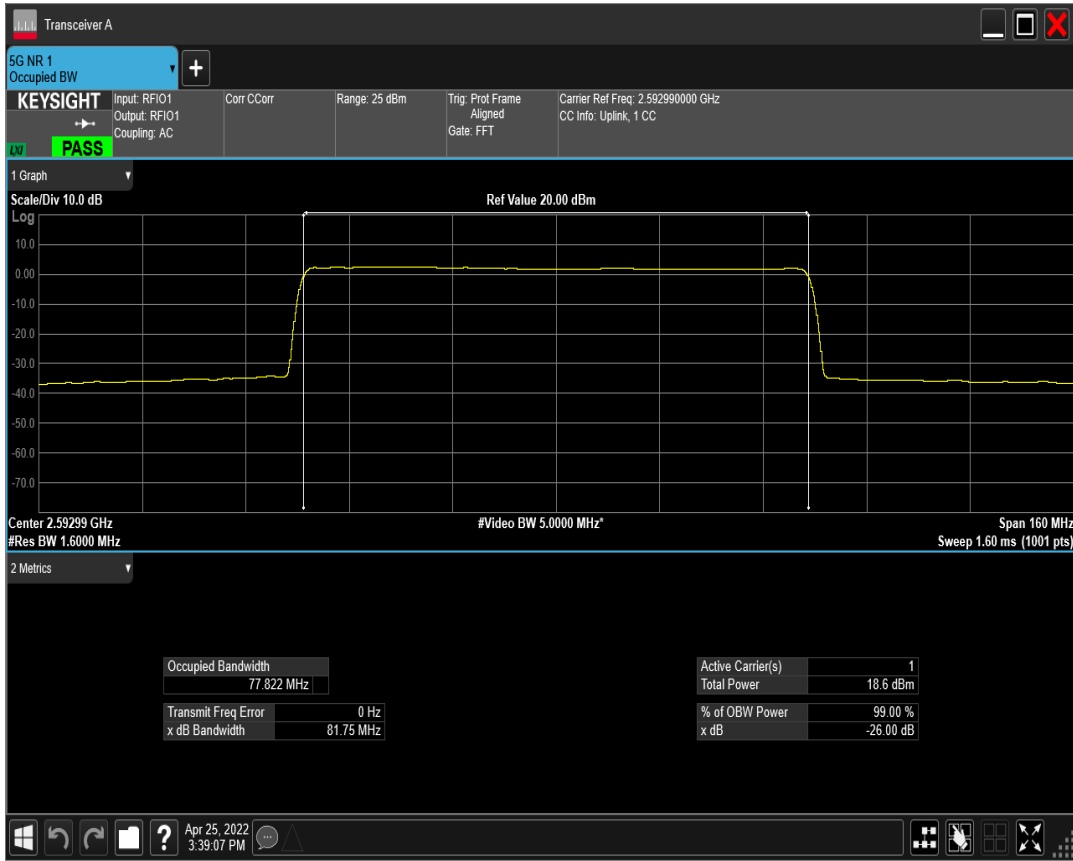 Transceiver A
5G NR 1
Occupied BW
KEYSIGHT
LXI
PASS
Input: RFIO1
Output: RFIO1
Coupling: AC
Corr CCorr
Range: 25 dBm
Trig: Prot Frame
Aligned
Gate: FFT
Carrier Ref Freq: 2.592990000 GHz
CC Info: Uplink, 1 CC
1 Graph
Scale/Div 10.0 dB
Ref Value 20.00 dBm
Log
10.0
0.00
-10.0
-20.0
-30.0
-40.0
-50.0
-60.0
-70.0
Center 2.59299 GHz
#Video BW 5.0000 MHz*
Span 160 MHz
#Res BW 1.6000 MHz
Sweep 1.60 ms (1001 pts)
2 Metrics
Occupied Bandwidth
77.822 MHz
Transmit Freq Error 0 Hz
x dB Bandwidth 81.75 MHz
Active Carrier(s) 1
Total Power 18.6 dBm
% of OBW Power 99.00 %
x dB -26.00 dB
?
Apr 25, 2022
3:39:07 PM